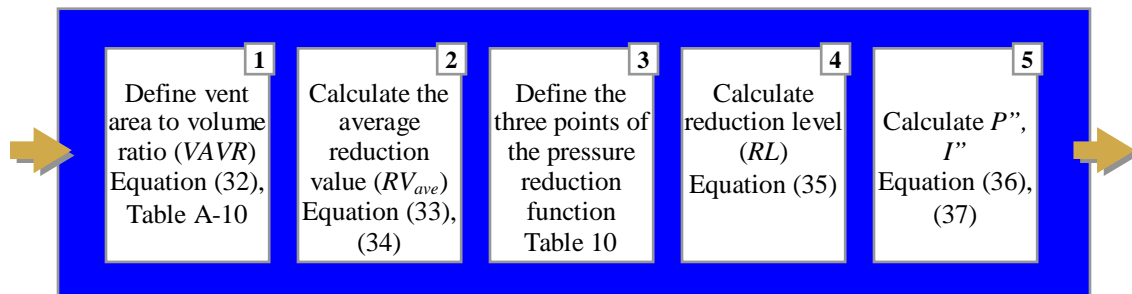 1
Define vent
area to volume
ratio (VAVR)
Equation (32),
Table A-10
2
Calculate the
average
reduction
value (RVave)
Equation (33),
(34)
3
Define the
three points of
the pressure
reduction
function
Table 10
4
Calculate
reduction level
(RL)
Equation (35)
5
Calculate P”,
I”
Equation (36),
(37)